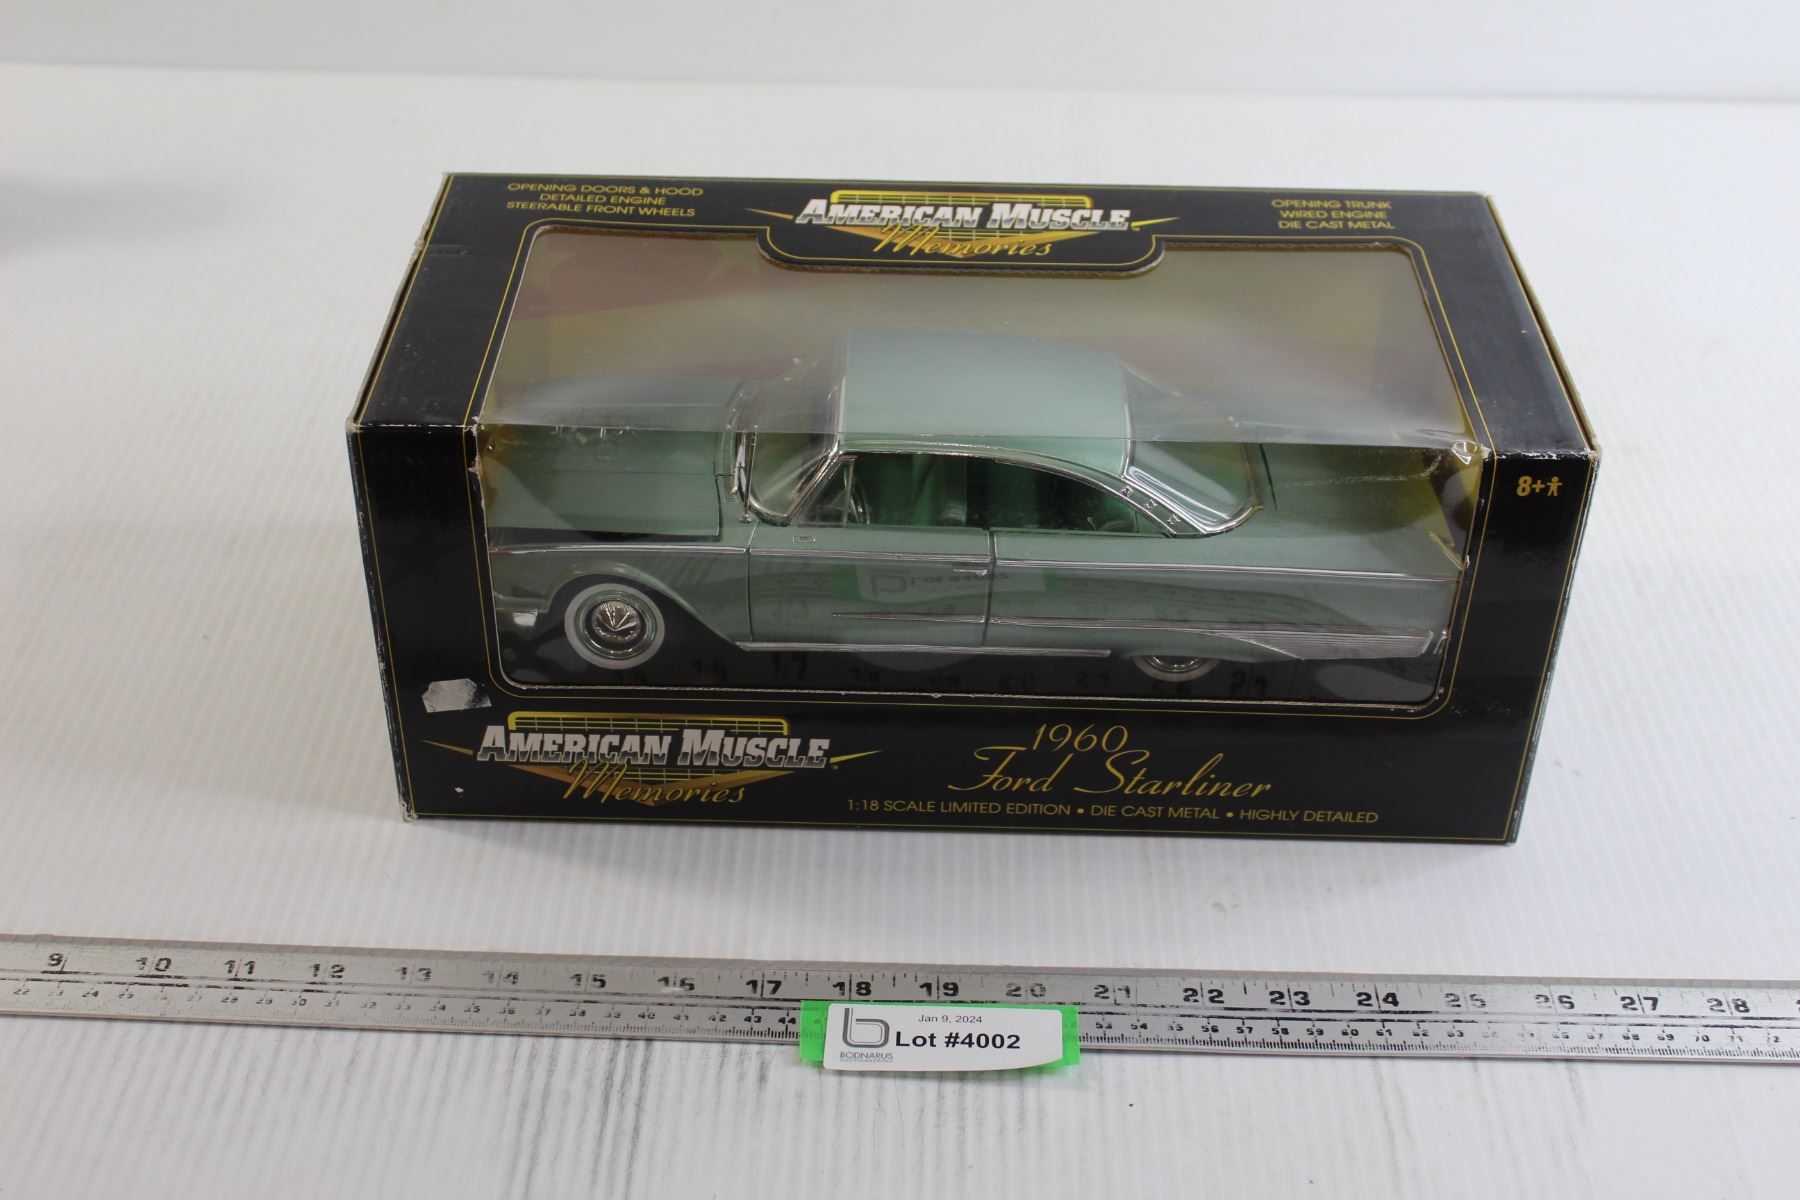 OPENING DOORS & HOOD
DETAILED ENGINE
STEERABLE FRONT WHEELS
AMERICAN MUSCLE
Memories
OPENING TRUNK
WIRED ENGINE
DIE CAST METAL
8+
Lot #4002
AMERICAN MUSCLE
Memories
1960
Ford Starliner
1:18 SCALE LIMITED EDITION • DIE CAST METAL • HIGHLY DETAILED
9 10 11 12 13 14 15 16 17 18 19 20 21 22 23 24 25 26 27 28
Jan 9, 2024
Lot #4002
BODNARUS
AUCTIONEERING